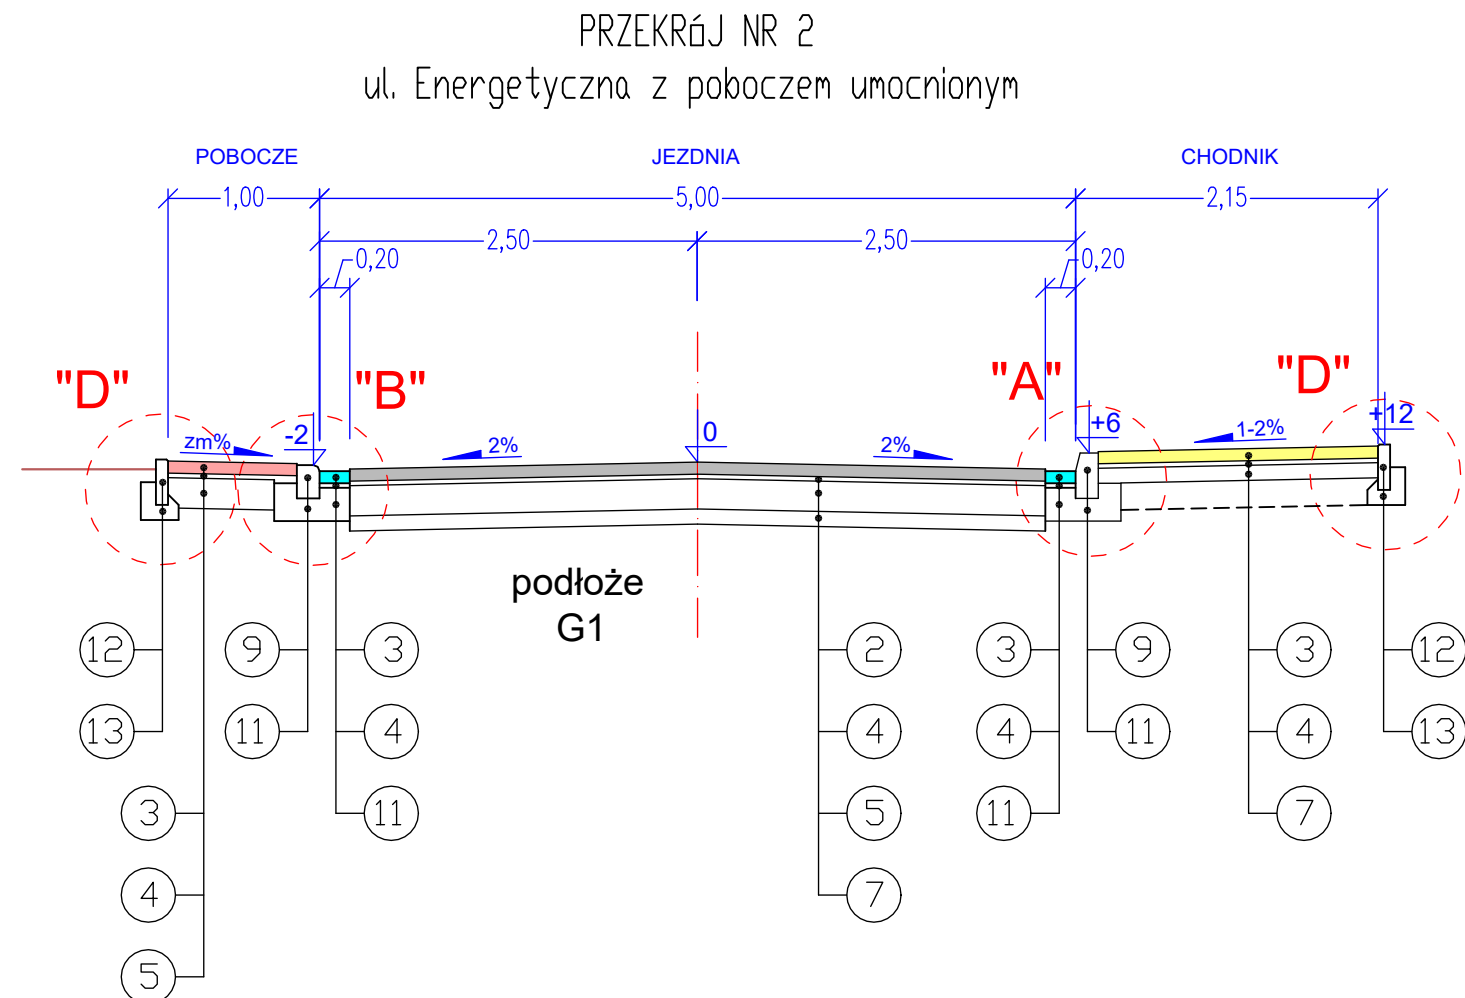 PRZEKRóJ NR 2
ul. Energetyczna z poboczem umocnionym
POBOCZE JEZDNIA CHODNIK
1,00 5,00 2,15
2,50 2,50
0,20 0,20
"D" "B" "A" "D"
zm% -2 2% 0 2% +6 1-2% +12
podłoże
G1
12 9 3 2 3 9 3 12
13 11 4 4 4 11 4 13
3 11 5 11 7
4 7
5